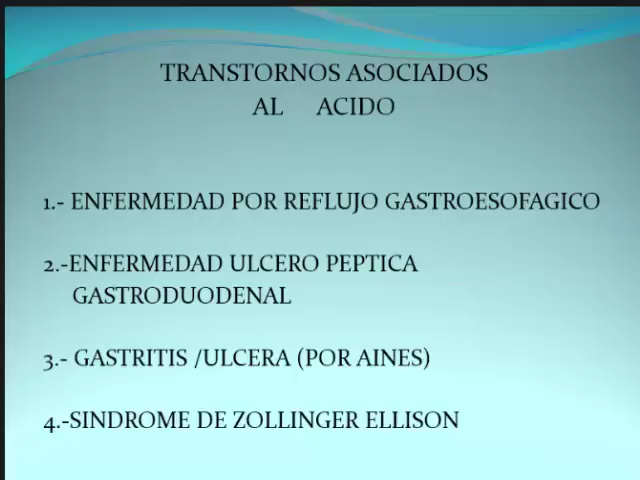 TRANSTORNOS ASOCIADOS
AL ACIDO
1.- ENFERMEDAD POR REFLUJO GASTROESOFAGICO
2.-ENFERMEDAD ULCERO PEPTICA
GASTRODUODENAL
3.- GASTRITIS /ULCERA (POR AINES)
4.-SINDROME DE ZOLLINGER ELLISON